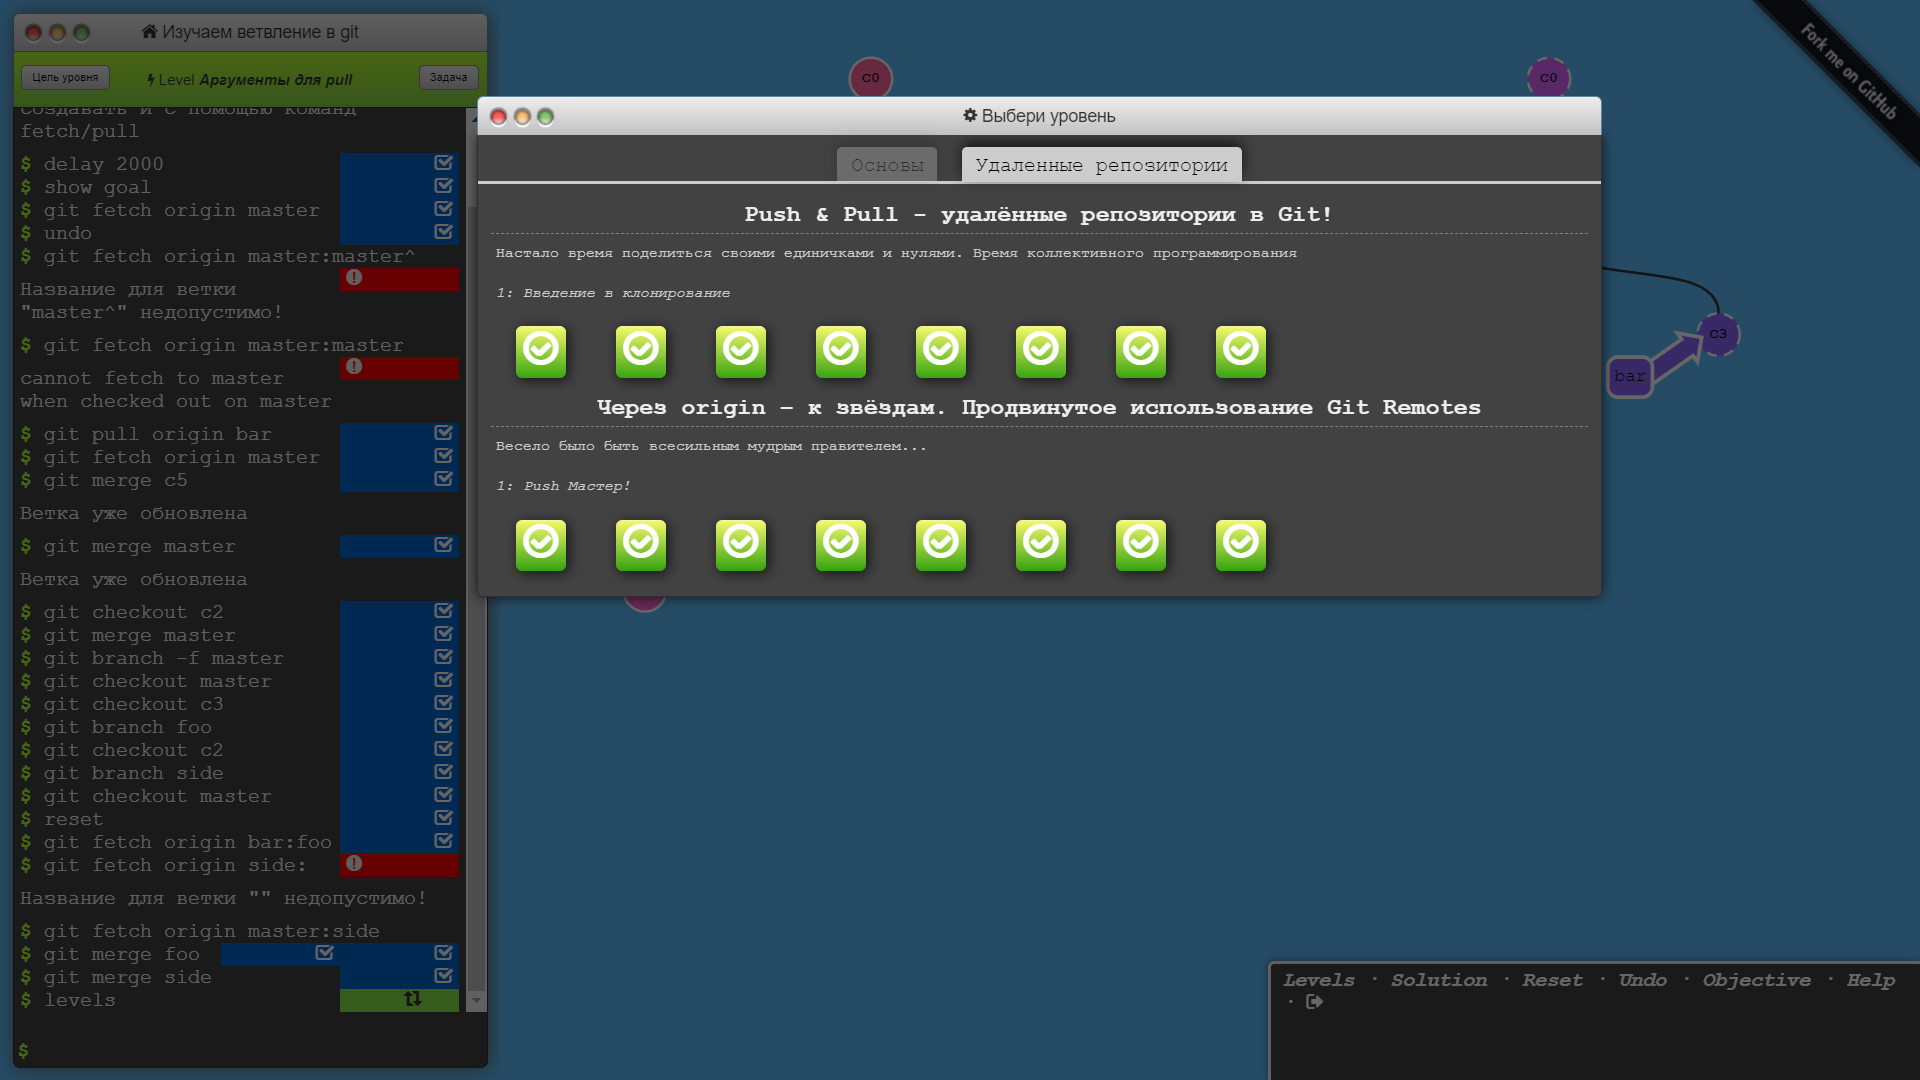 Изучаем ветвление в git
Цель уровня
Level Аргументы для pull
Задача
создавать и с помощью команд
fetch/pull
$ delay 2000
$ show goal
$ git fetch origin master
$ undo
$ git fetch origin master:master^
Название для ветки
"master^" недопустимо!
$ git fetch origin master:master
cannot fetch to master
when checked out on master
$ git pull origin bar
$ git fetch origin master
$ git merge c5
Ветка уже обновлена
$ git merge master
Ветка уже обновлена
$ git checkout c2
$ git merge master
$ git branch -f master
$ git checkout master
$ git checkout c3
$ git branch foo
$ git checkout c2
$ git branch side
$ git checkout master
$ reset
$ git fetch origin bar:foo
$ git fetch origin side:
Название для ветки "" недопустимо!
$ git fetch origin master:side
$ git merge foo
$ git merge side
$ levels
$
c0
c0
Fork me on GitHub
Выбери уровень
Основы
Удаленные репозитории
Push & Pull - удалённые репозитории в Git!
Настало время поделиться своими единичками и нулями. Время коллективного программирования
1: Введение в клонирование
Через origin – к звёздам. Продвинутое использование Git Remotes
Весело было быть всесильным мудрым правителем...
1: Push Мастер!
c3
bar
Levels · Solution · Reset · Undo · Objective · Help
·